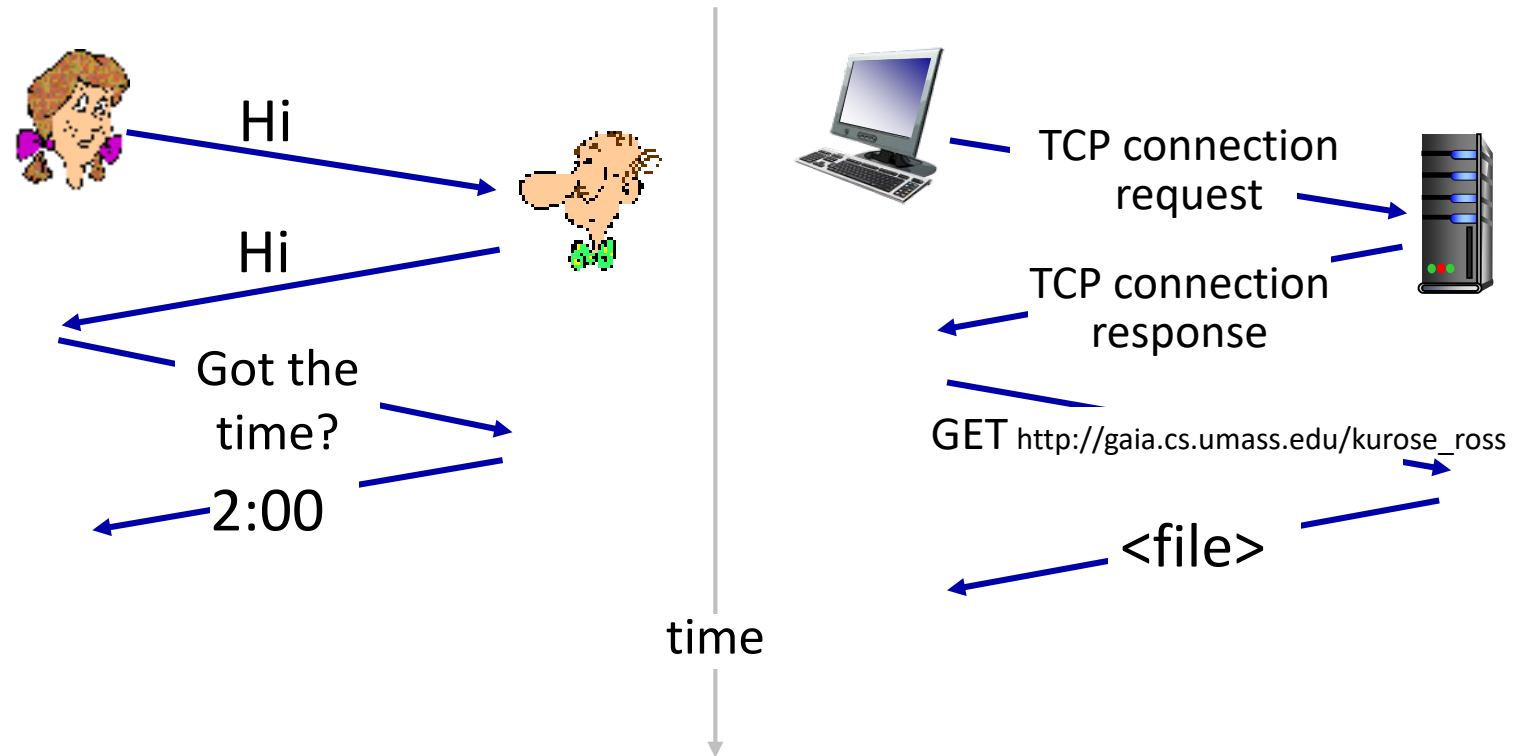 Hi
Hi
Got the
time?
2:00
time
TCP connection
request
TCP connection
response
GET http://gaia.cs.umass.edu/kurose_ross
<file>